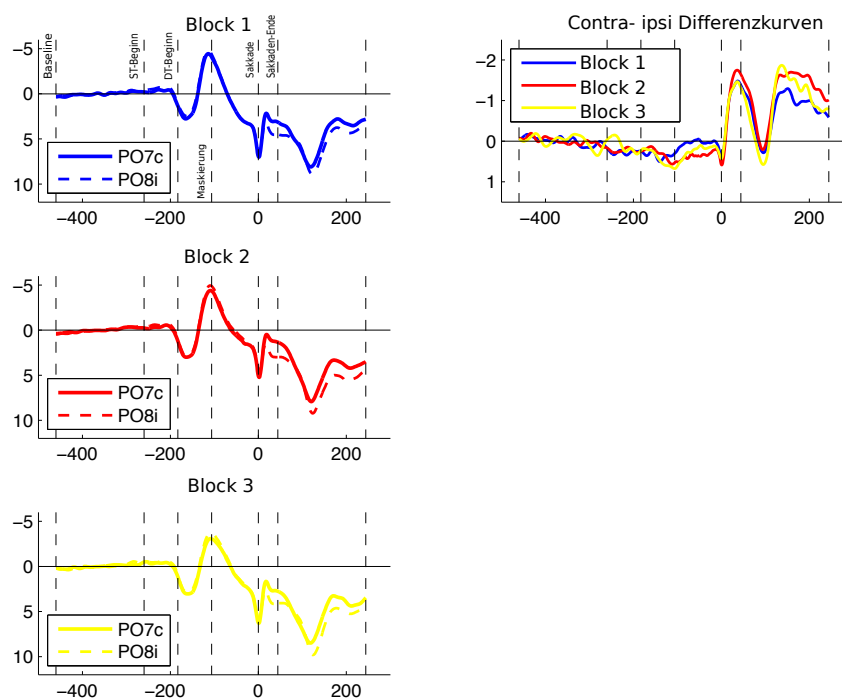 Block 1
Baseline
ST-Beginn
DT-Beginn
Maskierung
Sakkade
Sakkaden-Ende
−5
0
5
10
PO7c
PO8i
−400 −200 0 200
Contra- ipsi Differenzkurven
−2
−1
0
1
Block 1
Block 2
Block 3
−400 −200 0 200
Block 2
−5
0
5
10
PO7c
PO8i
−400 −200 0 200
Block 3
−5
0
5
10
PO7c
PO8i
−400 −200 0 200